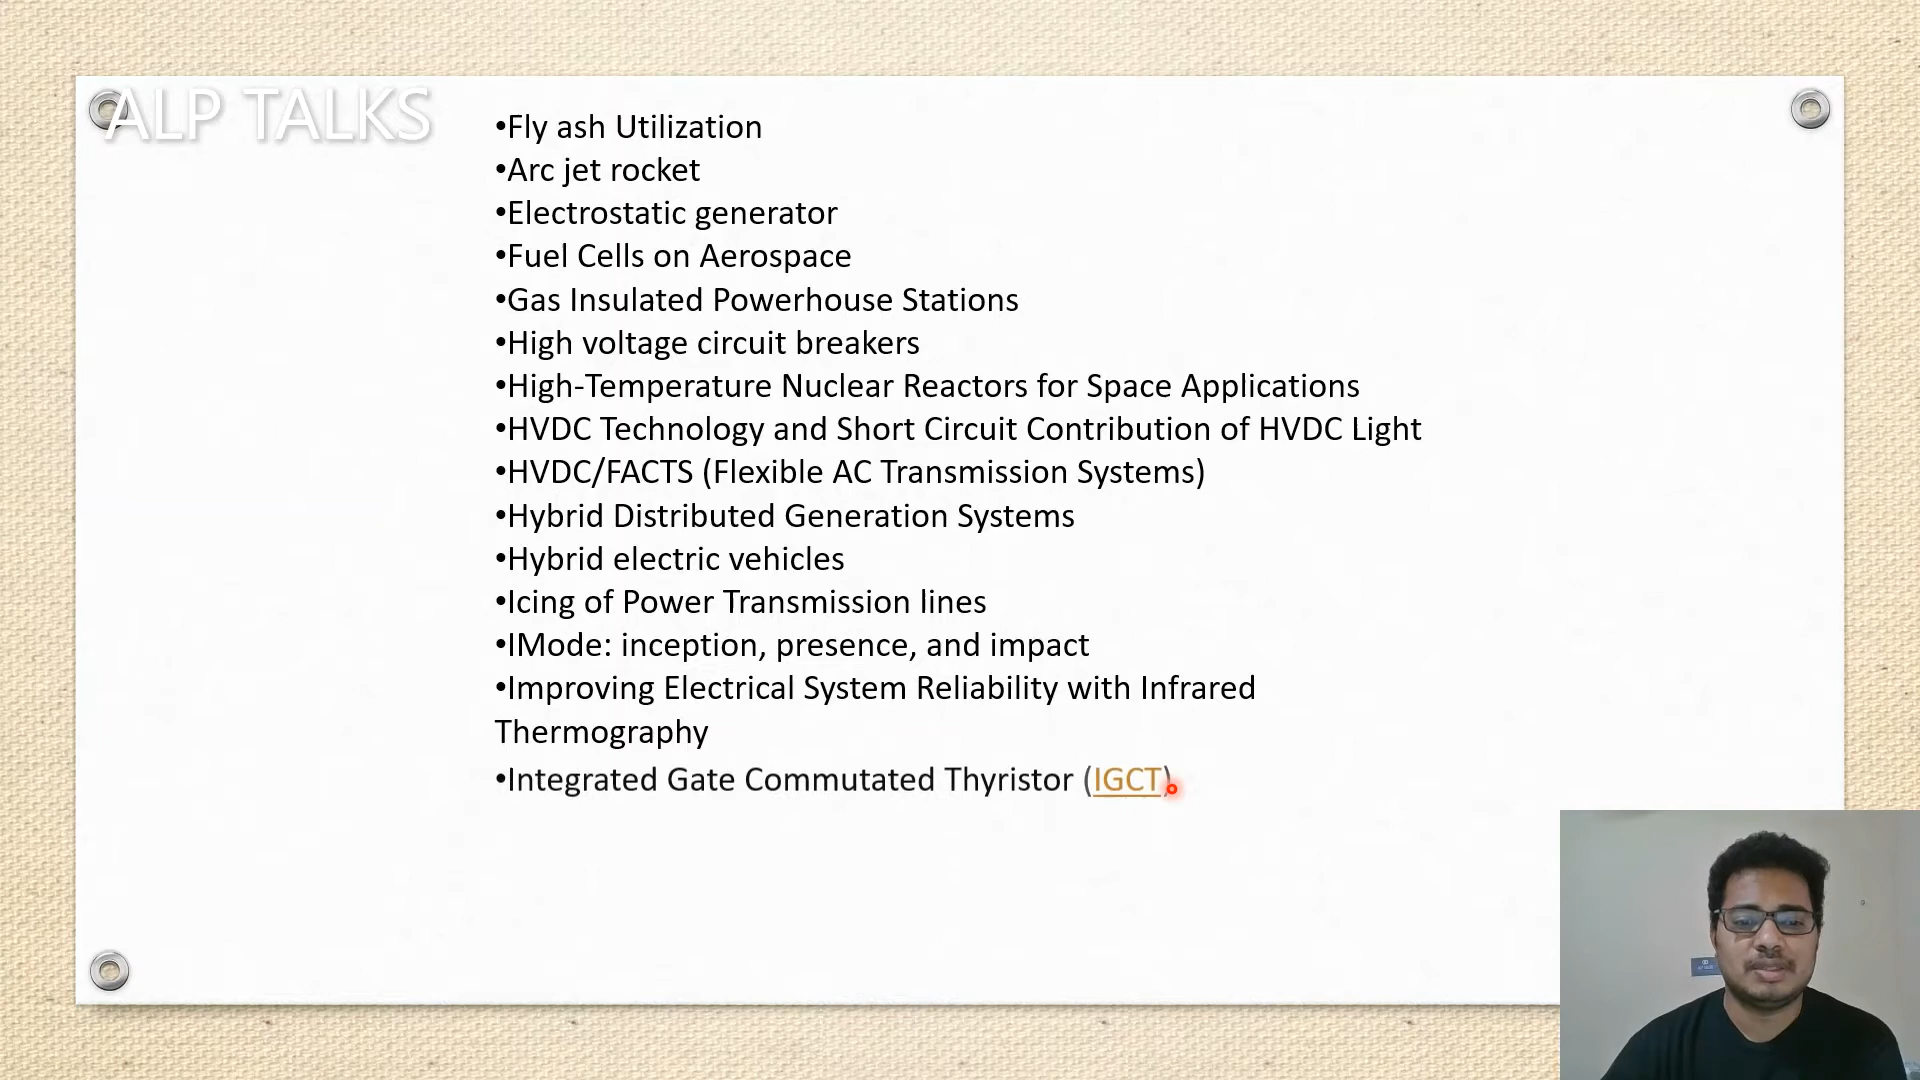 ALP TALKS
•Fly ash Utilization
•Arc jet rocket
•Electrostatic generator
•Fuel Cells on Aerospace
•Gas Insulated Powerhouse Stations
•High voltage circuit breakers
•High-Temperature Nuclear Reactors for Space Applications
•HVDC Technology and Short Circuit Contribution of HVDC Light
•HVDC/FACTS (Flexible AC Transmission Systems)
•Hybrid Distributed Generation Systems
•Hybrid electric vehicles
•Icing of Power Transmission lines
•IMode: inception, presence, and impact
•Improving Electrical System Reliability with Infrared
Thermography
•Integrated Gate Commutated Thyristor (IGCT)